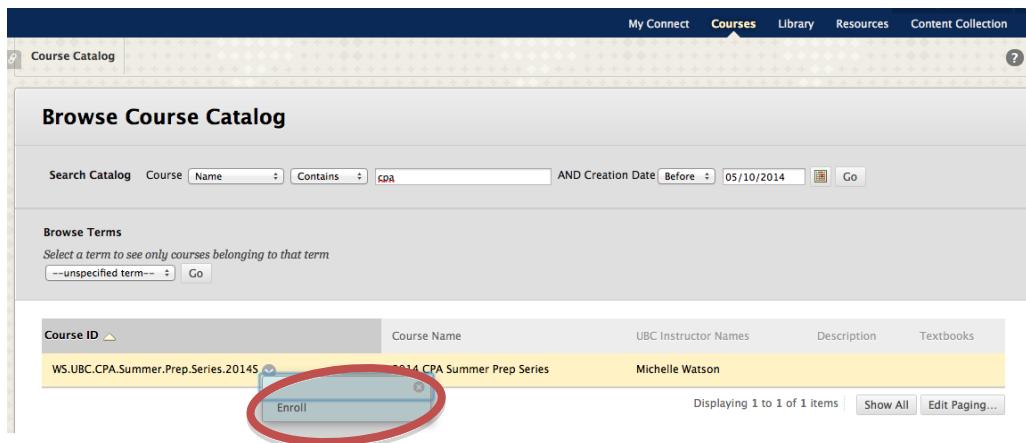 My Connect Courses Library Resources Content Collection
Course Catalog ?
Browse Course Catalog
Search Catalog Course Name Contains cpa AND Creation Date Before 05/10/2014 Go
Browse Terms
Select a term to see only courses belonging to that term
--unspecified term-- Go
Course ID Course Name UBC Instructor Names Description Textbooks
WS.UBC.CPA.Summer.Prep.Series.2014S 2014 CPA Summer Prep Series Michelle Watson
Enroll
Displaying 1 to 1 of 1 items Show All Edit Paging...